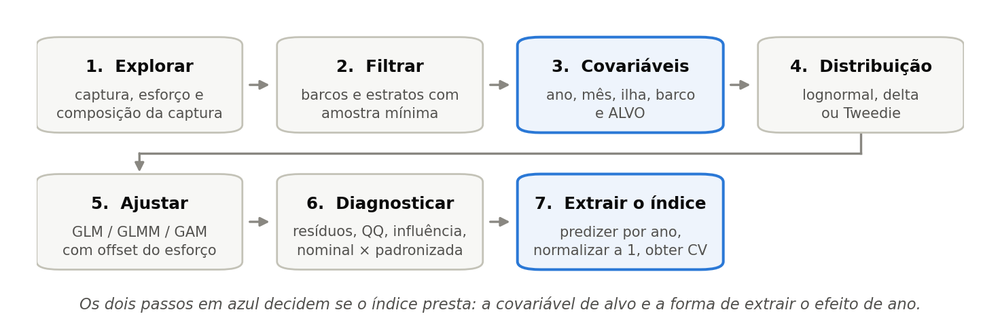 1.  Explorar
captura, esforço e
composição da captura
2.  Filtrar
barcos e estratos com
amostra mínima
3.  Covariáveis
ano, mês, ilha, barco
e ALVO
4.  Distribuição
lognormal, delta
ou Tweedie
5.  Ajustar
GLM / GLMM / GAM
com offset do esforço
6.  Diagnosticar
resíduos, QQ, influência,
nominal × padronizada
7.  Extrair o índice
predizer por ano,
normalizar a 1, obter CV
Os dois passos em azul decidem se o índice presta: a covariável de alvo e a forma de extrair o efeito de ano.